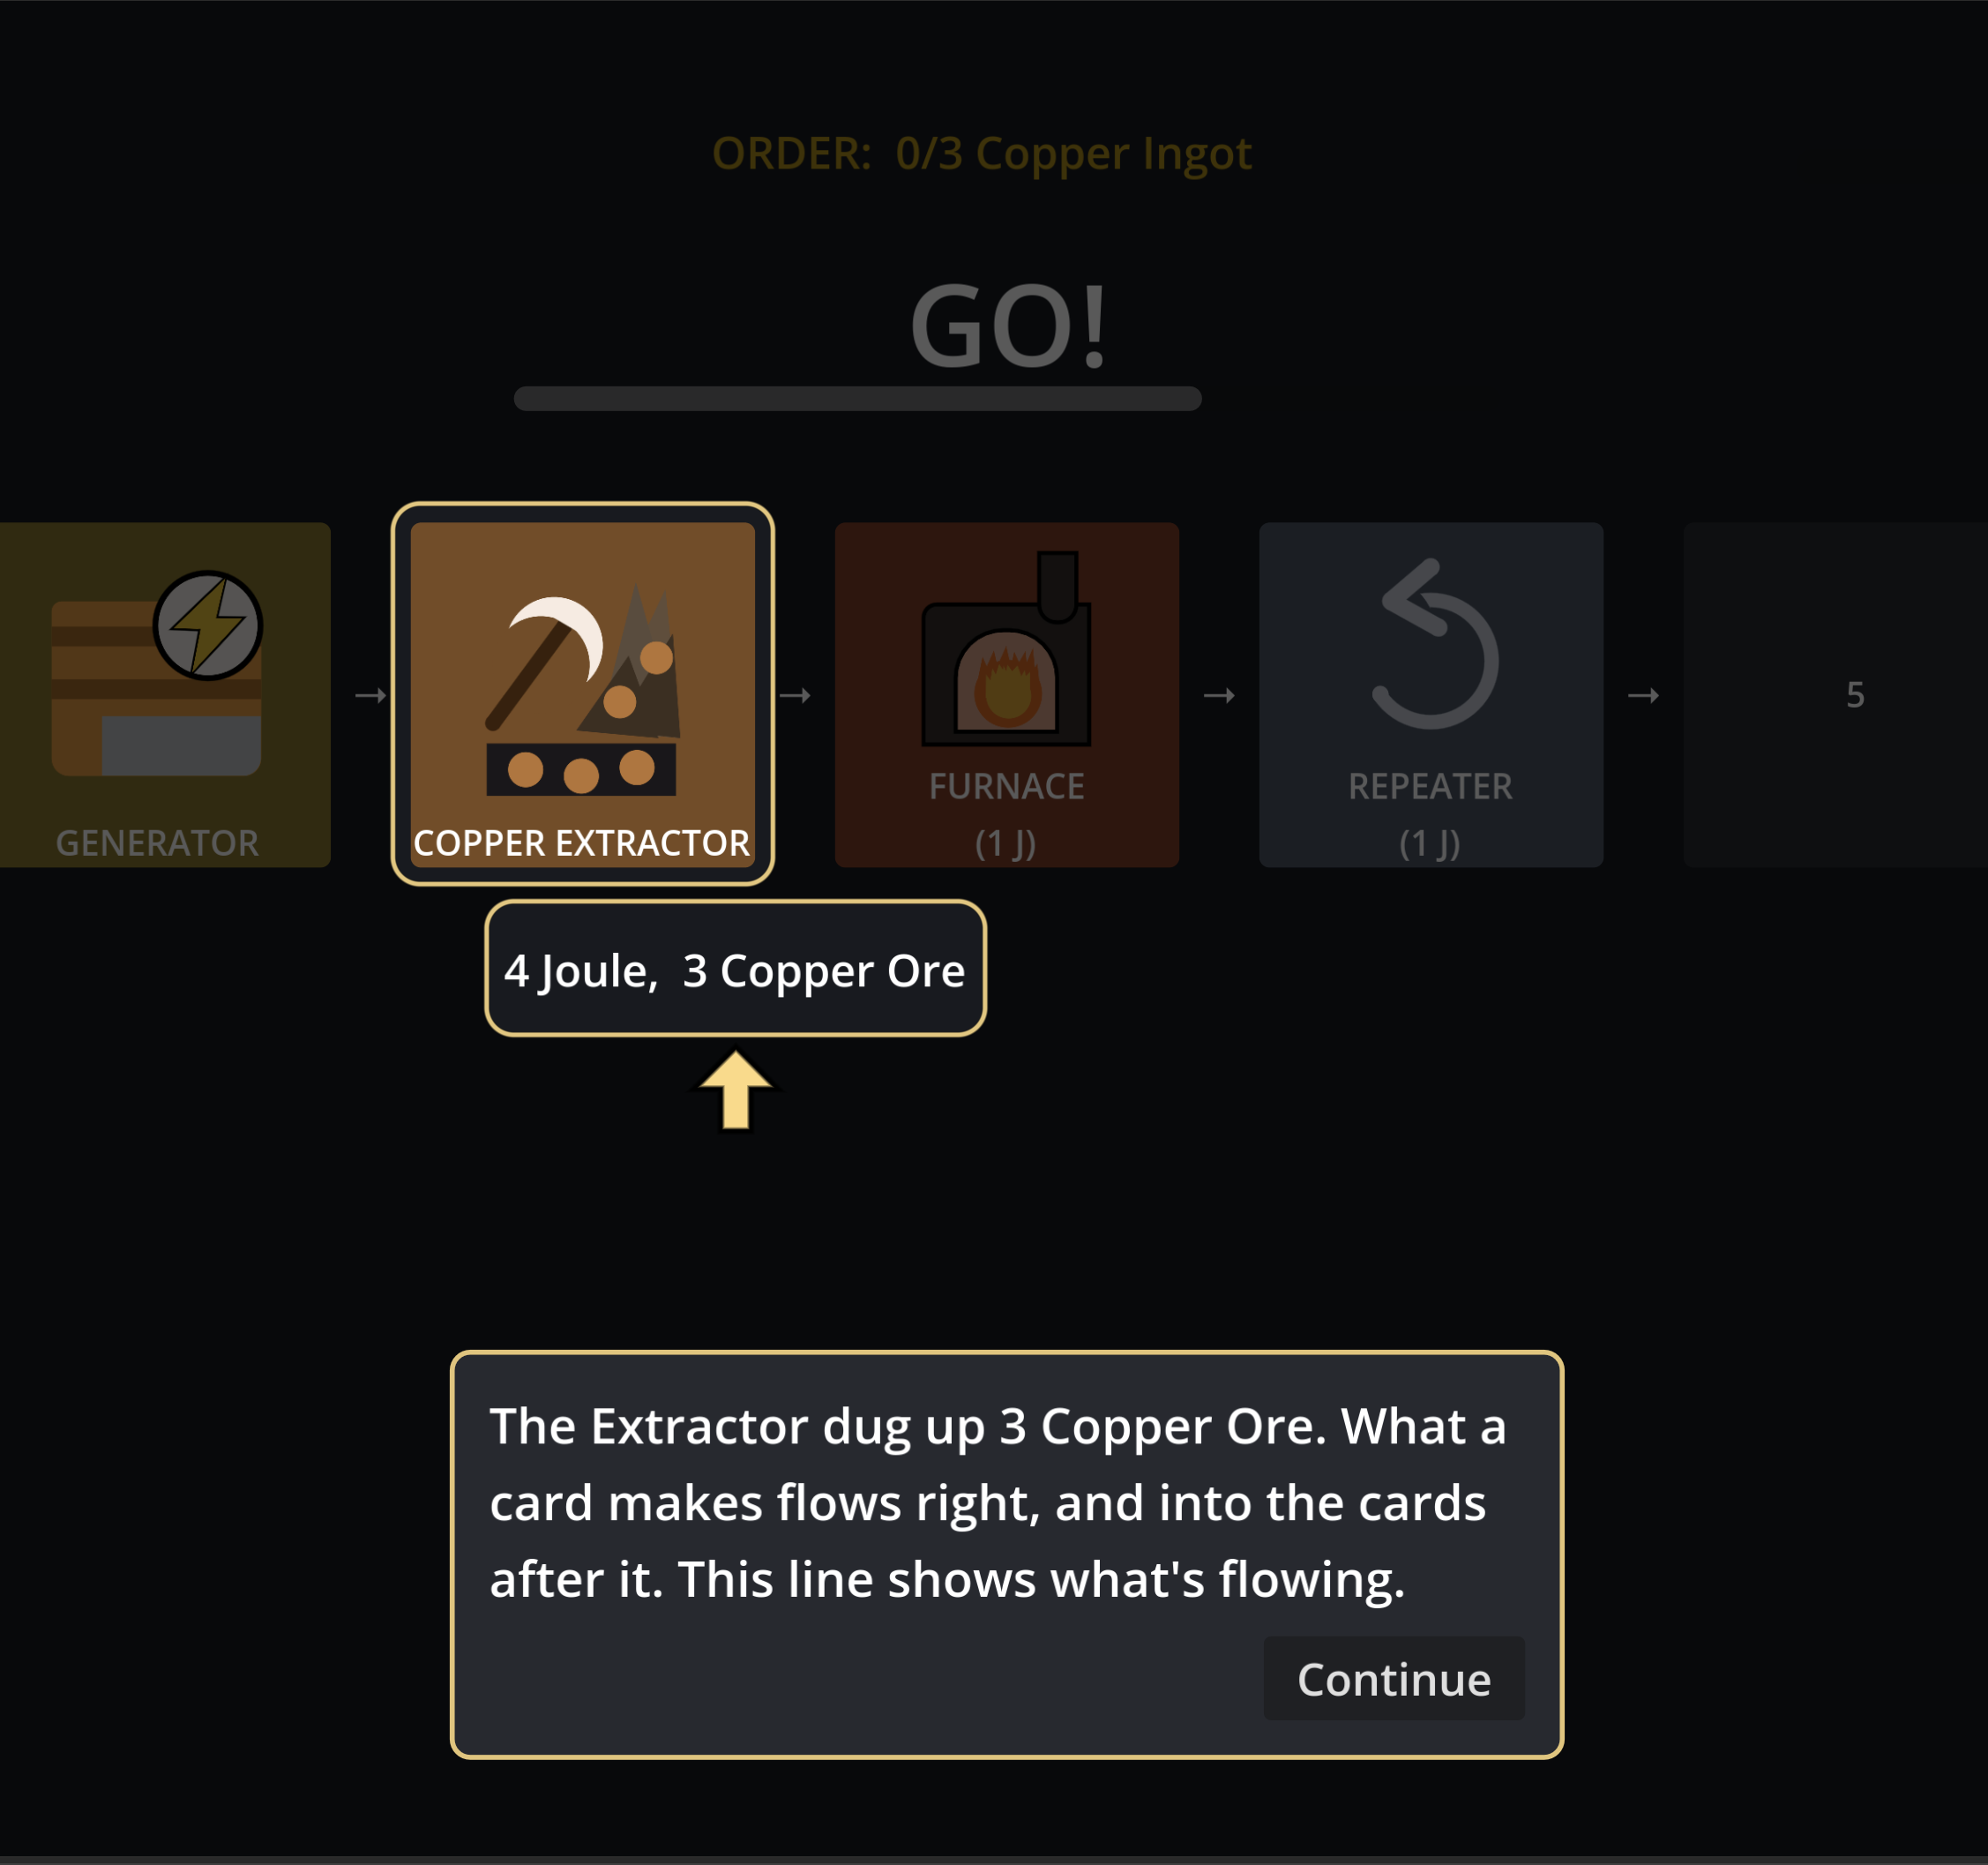 ORDER:  0/3 Copper Ingot
GO!
GENERATOR
COPPER EXTRACTOR
FURNACE
(1 J)
REPEATER
(1 J)
5
4 Joule,  3 Copper Ore
The Extractor dug up 3 Copper Ore. What a
card makes flows right, and into the cards
after it. This line shows what's flowing.
Continue